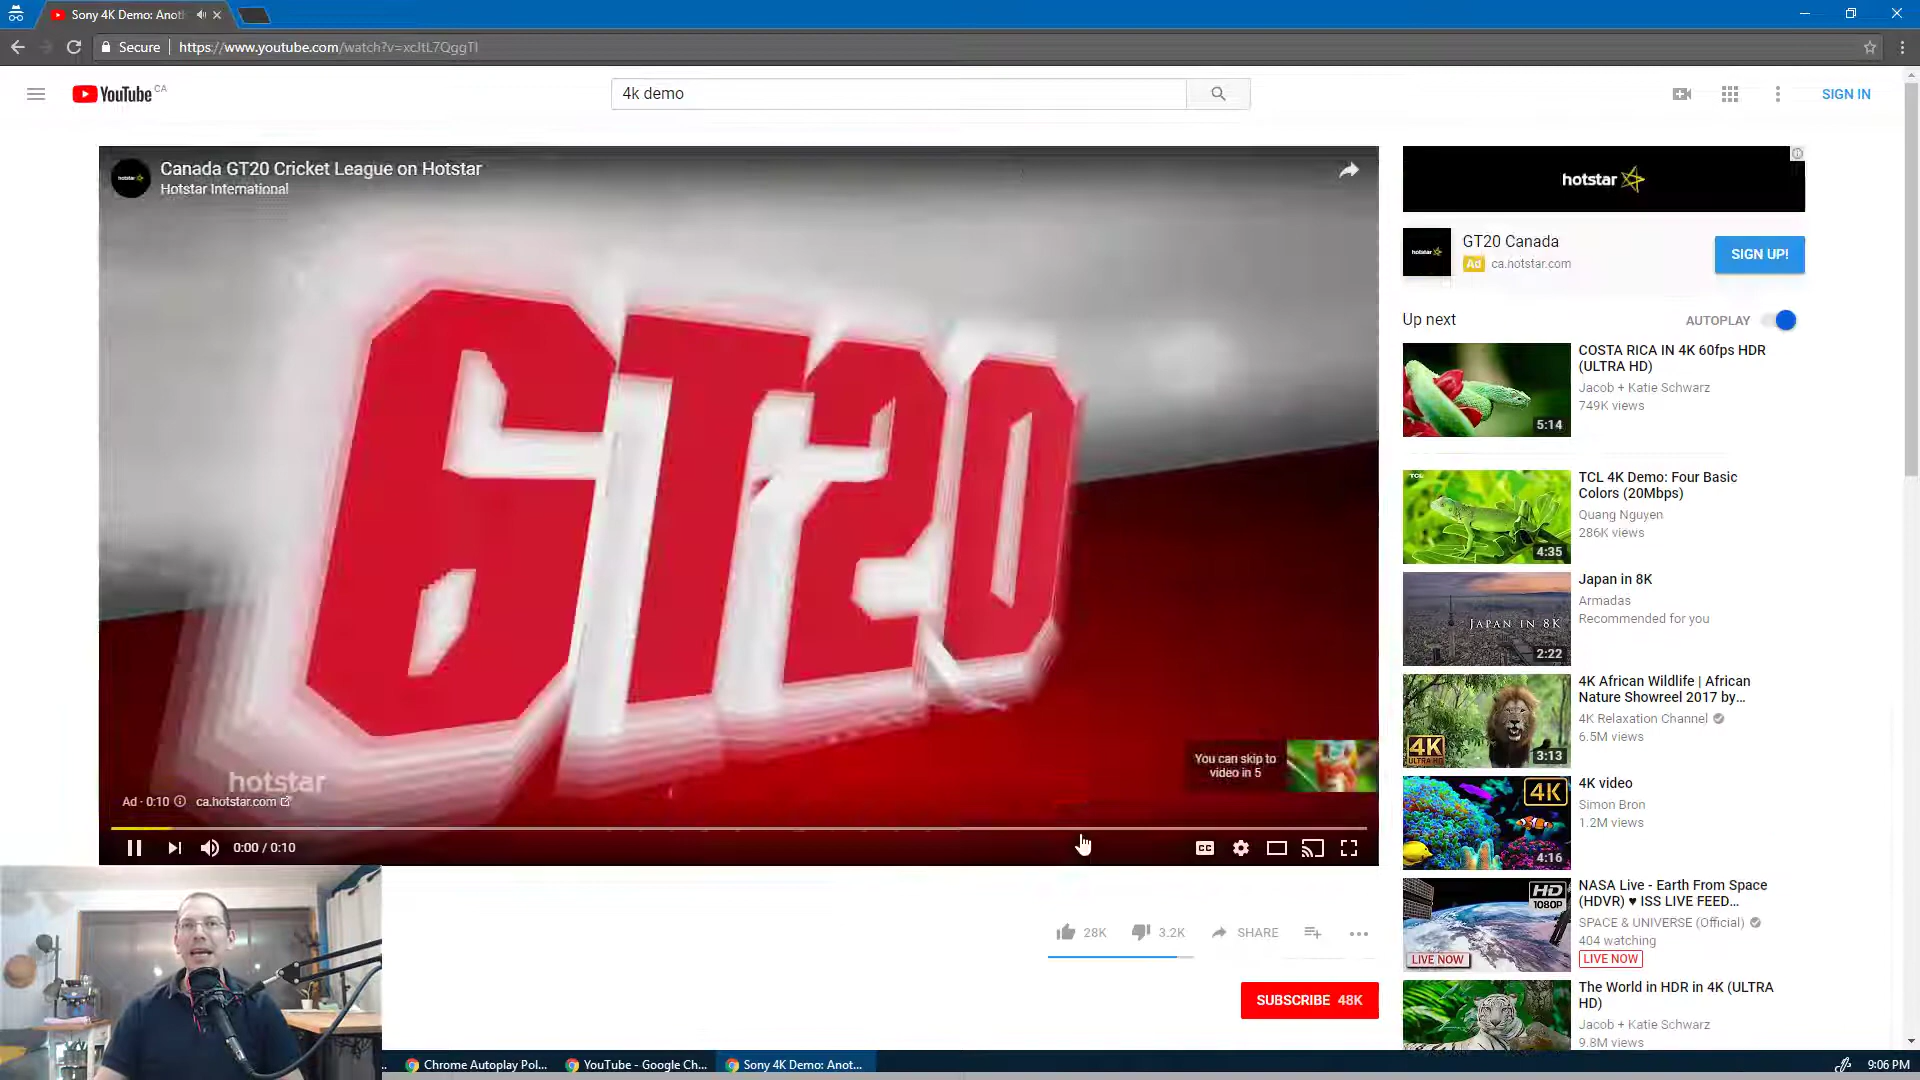 Sony 4K Demo: Anot
Secure
https://www.youtube.com/watch?v=xcJtL7QggTI
YouTube CA
4k demo
SIGN IN
Canada GT20 Cricket League on Hotstar
Hotstar International
hotstar
GT20
hotstar
You can skip to
video in 5
Ad · 0:10
ca.hotstar.com
0:00 / 0:10
CC
28K
3.2K
SHARE
SUBSCRIBE 48K
hotstar
hotstar
GT20 Canada
Ad ca.hotstar.com
SIGN UP!
Up next
AUTOPLAY
COSTA RICA IN 4K 60fps HDR
(ULTRA HD)
Jacob + Katie Schwarz
749K views
5:14
TCL
TCL 4K Demo: Four Basic
Colors (20Mbps)
Quang Nguyen
286K views
4:35
Japan in 8K
Armadas
Recommended for you
JAPAN IN 8K
2:22
4K African Wildlife | African
Nature Showreel 2017 by...
4K Relaxation Channel
6.5M views
4K
ULTRA HD
3:13
4K video
Simon Bron
1.2M views
4K
4:16
NASA Live - Earth From Space
(HDVR) ♥ ISS LIVE FEED...
SPACE & UNIVERSE (Official)
404 watching
LIVE NOW
HD
1080P
LIVE NOW
The World in HDR in 4K (ULTRA
HD)
Jacob + Katie Schwarz
9.8M views
...
Chrome Autoplay Pol...
YouTube - Google Ch...
Sony 4K Demo: Anot...
9:06 PM